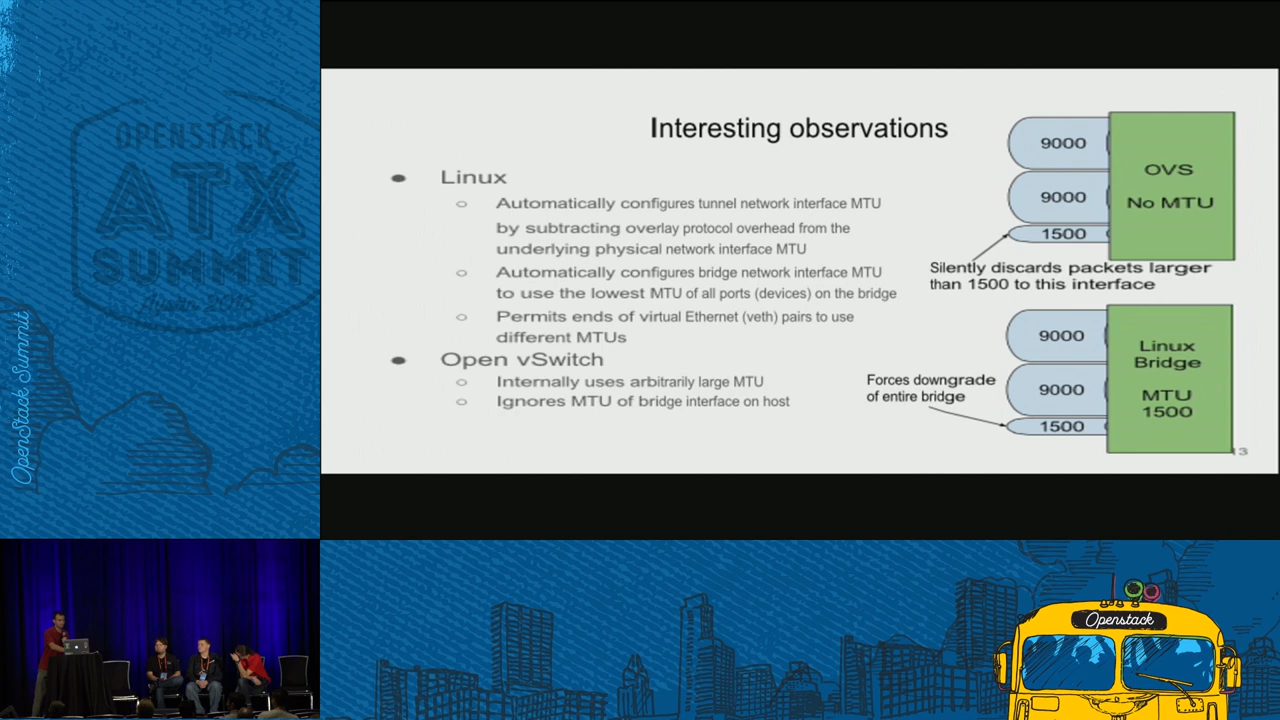 OPENSTACK
ATX
SUMMIT
Austin 2016
OpenStack Summit
Interesting observations
● Linux
○ Automatically configures tunnel network interface MTU
by subtracting overlay protocol overhead from the
underlying physical network interface MTU
○ Automatically configures bridge network interface MTU
to use the lowest MTU of all ports (devices) on the bridge
○ Permits ends of virtual Ethernet (veth) pairs to use
different MTUs
● Open vSwitch
○ Internally uses arbitrarily large MTU
○ Ignores MTU of bridge interface on host
9000
9000
1500
OVS
No MTU
Silently discards packets larger
than 1500 to this interface
9000
9000
1500
Linux
Bridge
MTU
1500
Forces downgrade
of entire bridge
13
Openstack